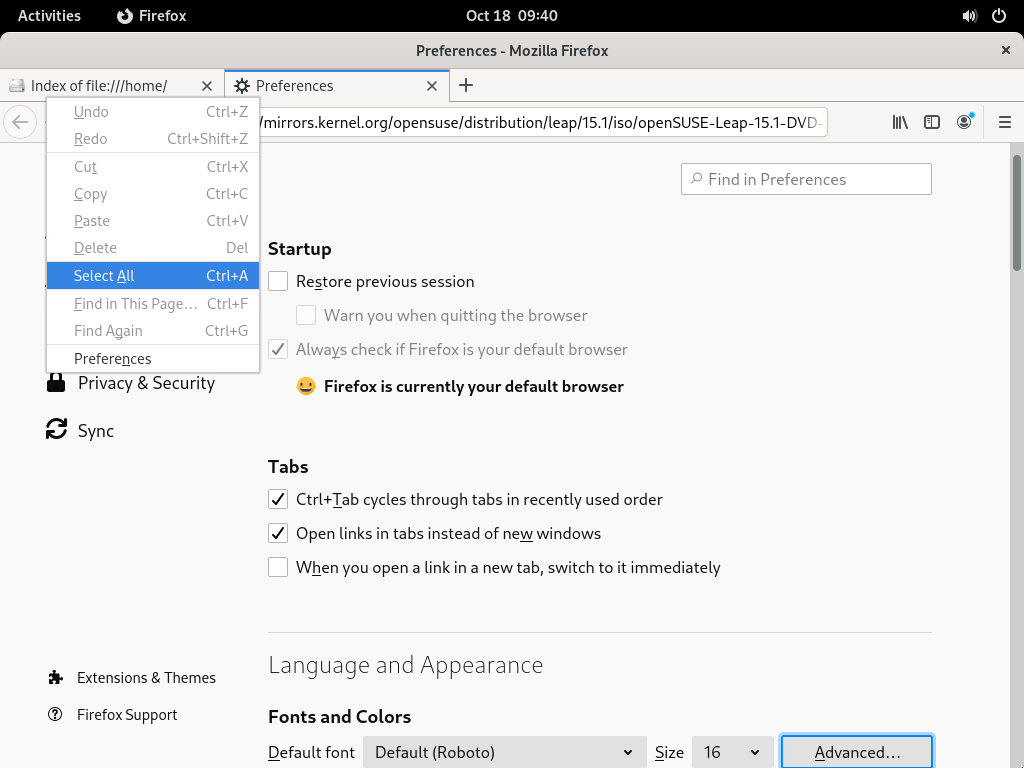 Activities Firefox Oct 18 09:40
Preferences - Mozilla Firefox
Index of file:///home/ Preferences
/mirrors.kernel.org/opensuse/distribution/leap/15.1/iso/openSUSE-Leap-15.1-DVD-
Undo Ctrl+Z
Redo Ctrl+Shift+Z
Cut Ctrl+X
Copy Ctrl+C
Paste Ctrl+V
Delete Del
Select All Ctrl+A
Find in This Page... Ctrl+F
Find Again Ctrl+G
Preferences
Privacy & Security
Sync
Extensions & Themes
Firefox Support
Find in Preferences
Startup
Restore previous session
Warn you when quitting the browser
Always check if Firefox is your default browser
Firefox is currently your default browser
Tabs
Ctrl+Tab cycles through tabs in recently used order
Open links in tabs instead of new windows
When you open a link in a new tab, switch to it immediately
Language and Appearance
Fonts and Colors
Default font Default (Roboto) Size 16 Advanced...